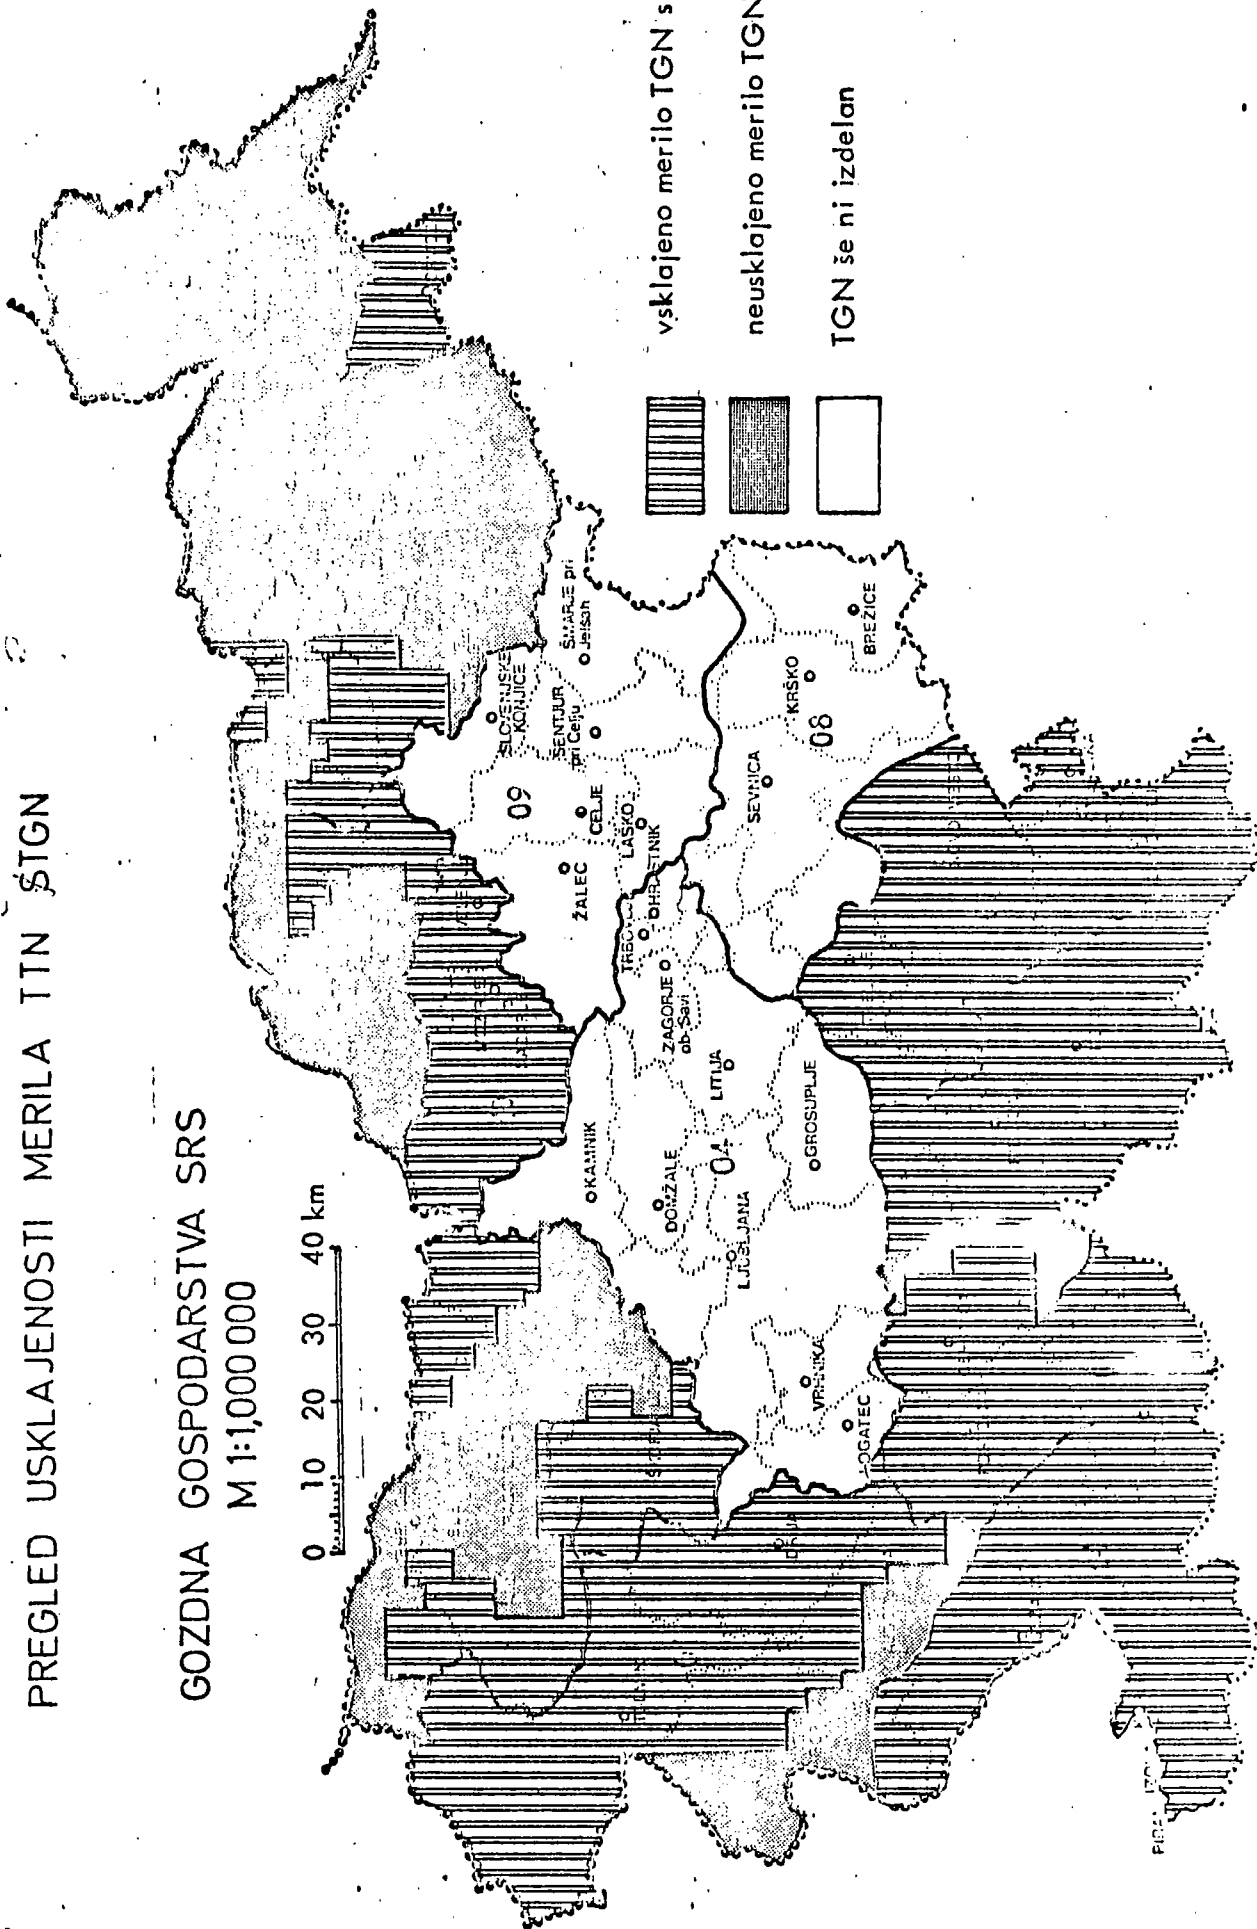 PREGLED USKLAJENOSTI MERILA TTN S TGN
GOZDNA GOSPODARSTVA SRS
M 1:1,000 000
0 10 20 30 40 km
vsklajeno merilo TGN s
neusklajeno merilo TGN
TGN še ni izdelan
SLOVENJSKE
KONJICE
ŠMARJE pri
Jelšah
ŠENTJUR
pri Celju
09
CELJE
LAŠKO
ŽALEC
HRASTNIK
ZAGORJE
ob Savi
KAMNIK
DOMŽALE
LITIJA
04
LJUBLJANA
GROSUPLJE
VRHNIKA
LOGATEC
SEVNICA
KRŠKO
08
BREŽICE